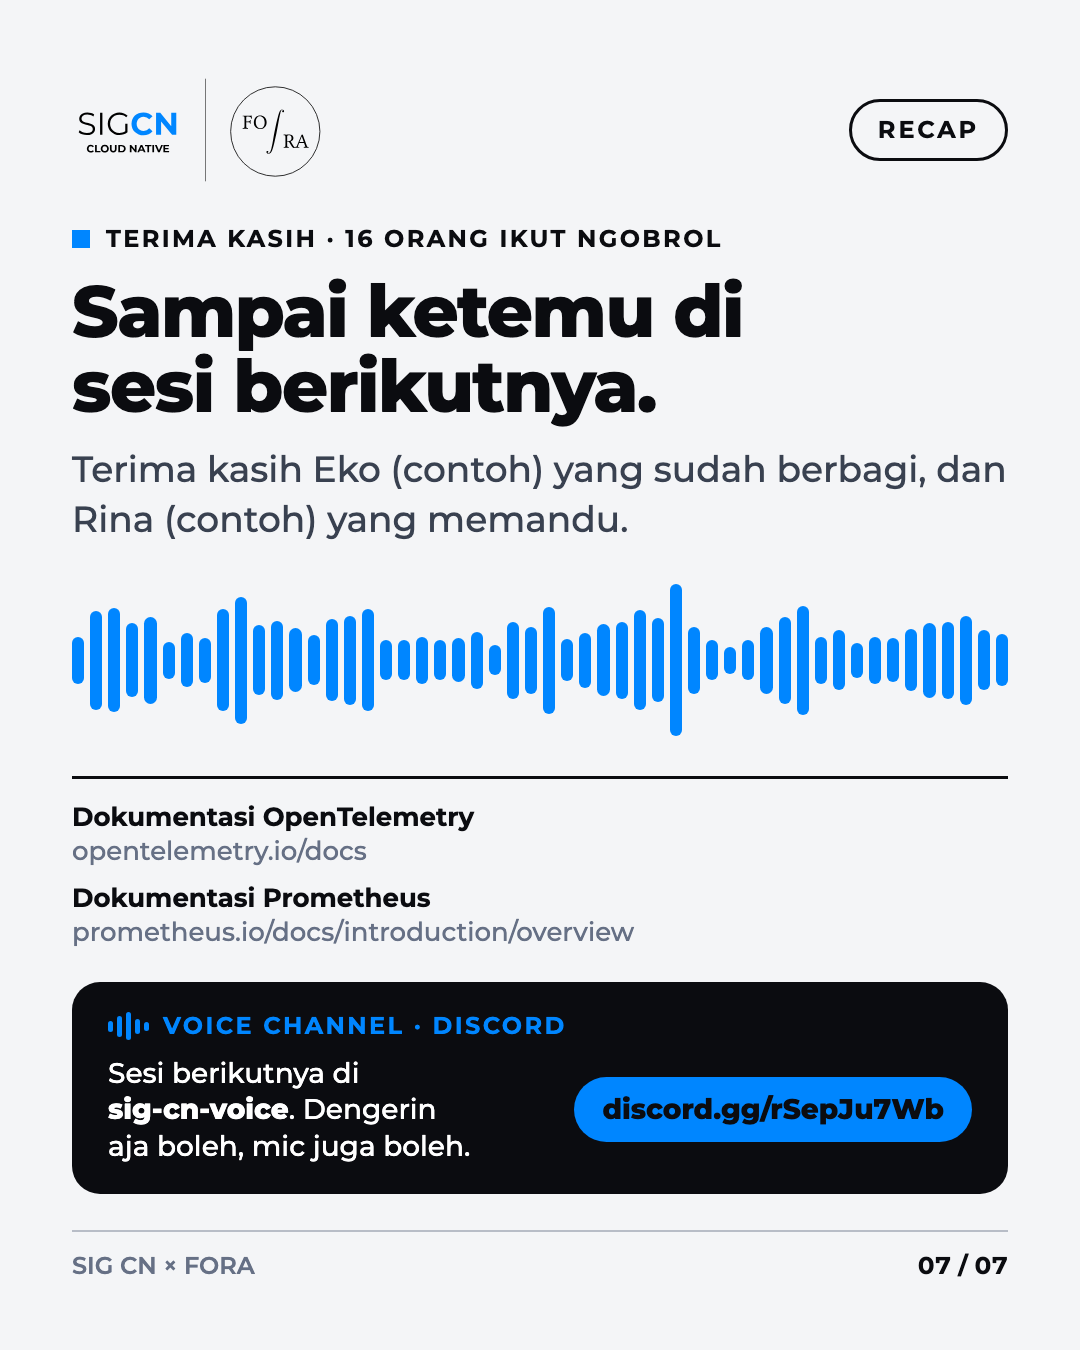 SIGCN
CLOUD NATIVE
FO RA
RECAP
TERIMA KASIH · 16 ORANG IKUT NGOBROL
Sampai ketemu di
sesi berikutnya.
Terima kasih Eko (contoh) yang sudah berbagi, dan
Rina (contoh) yang memandu.
Dokumentasi OpenTelemetry
opentelemetry.io/docs
Dokumentasi Prometheus
prometheus.io/docs/introduction/overview
VOICE CHANNEL · DISCORD
Sesi berikutnya di
sig-cn-voice. Dengerin
aja boleh, mic juga boleh.
discord.gg/rSepJu7Wb
SIG CN × FORA
07 / 07